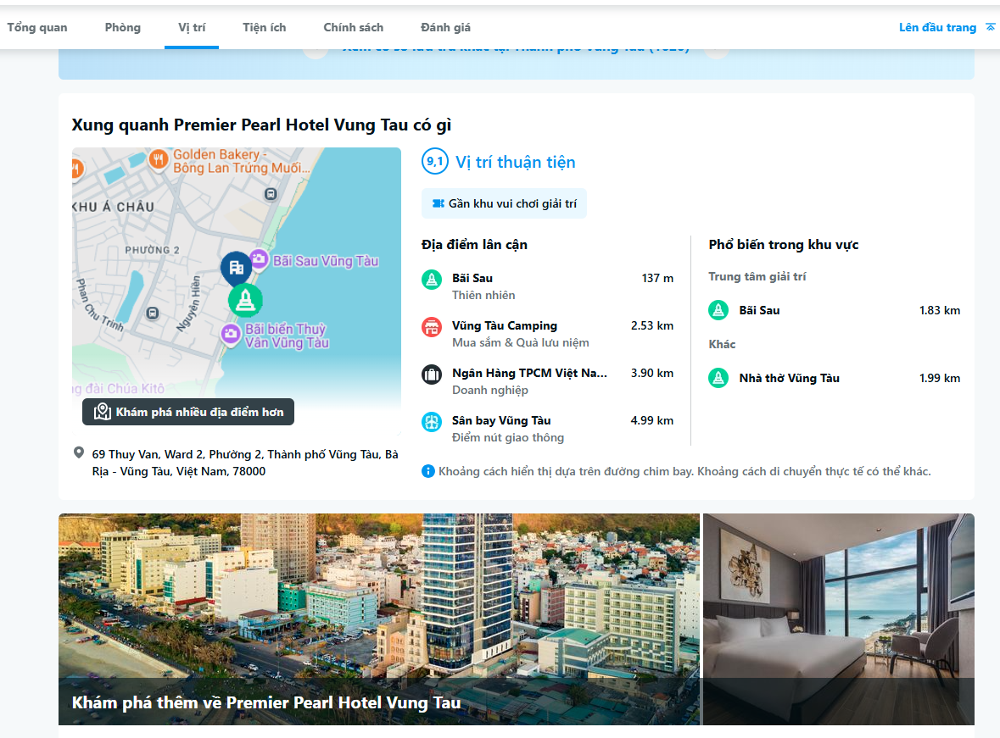 Tổng quan
Phòng
Vị trí
Tiện ích
Chính sách
Đánh giá
Lên đầu trang
Xung quanh Premier Pearl Hotel Vung Tau có gì
Golden Bakery -
Bông Lan Trứng Muối...
KHU Á CHÂU
PHƯỜNG 2
Bãi Sau Vũng Tàu
Phan Chu Trinh
Nguyễn Hiền
Bãi biển Thuỳ
Vân Vũng Tàu
ng đài Chúa Kitô
Khám phá nhiều địa điểm hơn
69 Thuy Van, Ward 2, Phường 2, Thành phố Vũng Tàu, Bà
Rịa - Vũng Tàu, Việt Nam, 78000
9,1 Vị trí thuận tiện
Gần khu vui chơi giải trí
Địa điểm lân cận
Bãi Sau 137 m
Thiên nhiên
Vũng Tàu Camping 2.53 km
Mua sắm & Quà lưu niệm
Ngân Hàng TPCM Việt Na... 3.90 km
Doanh nghiệp
Sân bay Vũng Tàu 4.99 km
Điểm nút giao thông
Phổ biến trong khu vực
Trung tâm giải trí
Bãi Sau 1.83 km
Khác
Nhà thờ Vũng Tàu 1.99 km
Khoảng cách hiển thị dựa trên đường chim bay. Khoảng cách di chuyển thực tế có thể khác.
Khám phá thêm về Premier Pearl Hotel Vung Tau